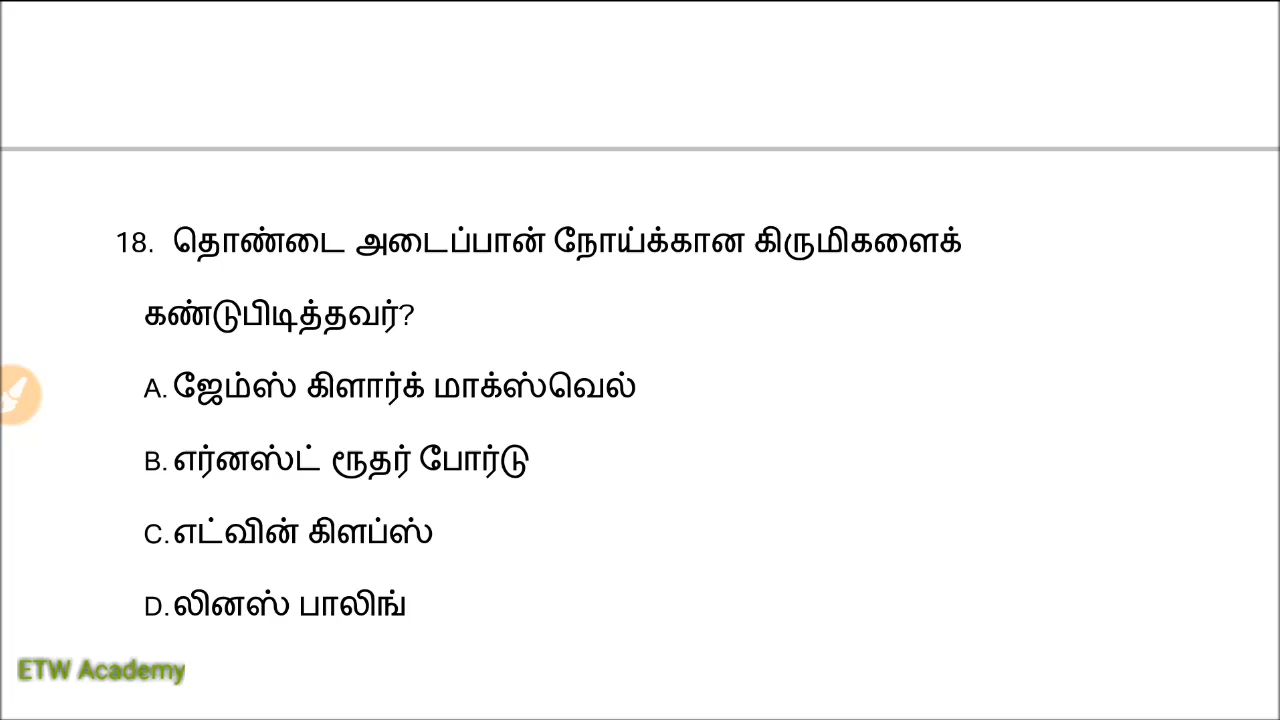 18. தொண்டை அடைப்பான் நோய்க்கான கிருமிகளைக்
கண்டுபிடித்தவர்?
A. ஜேம்ஸ் கிளார்க் மாக்ஸ்வெல்
B. எர்னஸ்ட் ரூதர் போர்டு
C. எட்வின் கிளப்ஸ்
D. லினஸ் பாலிங்
ETW Academy